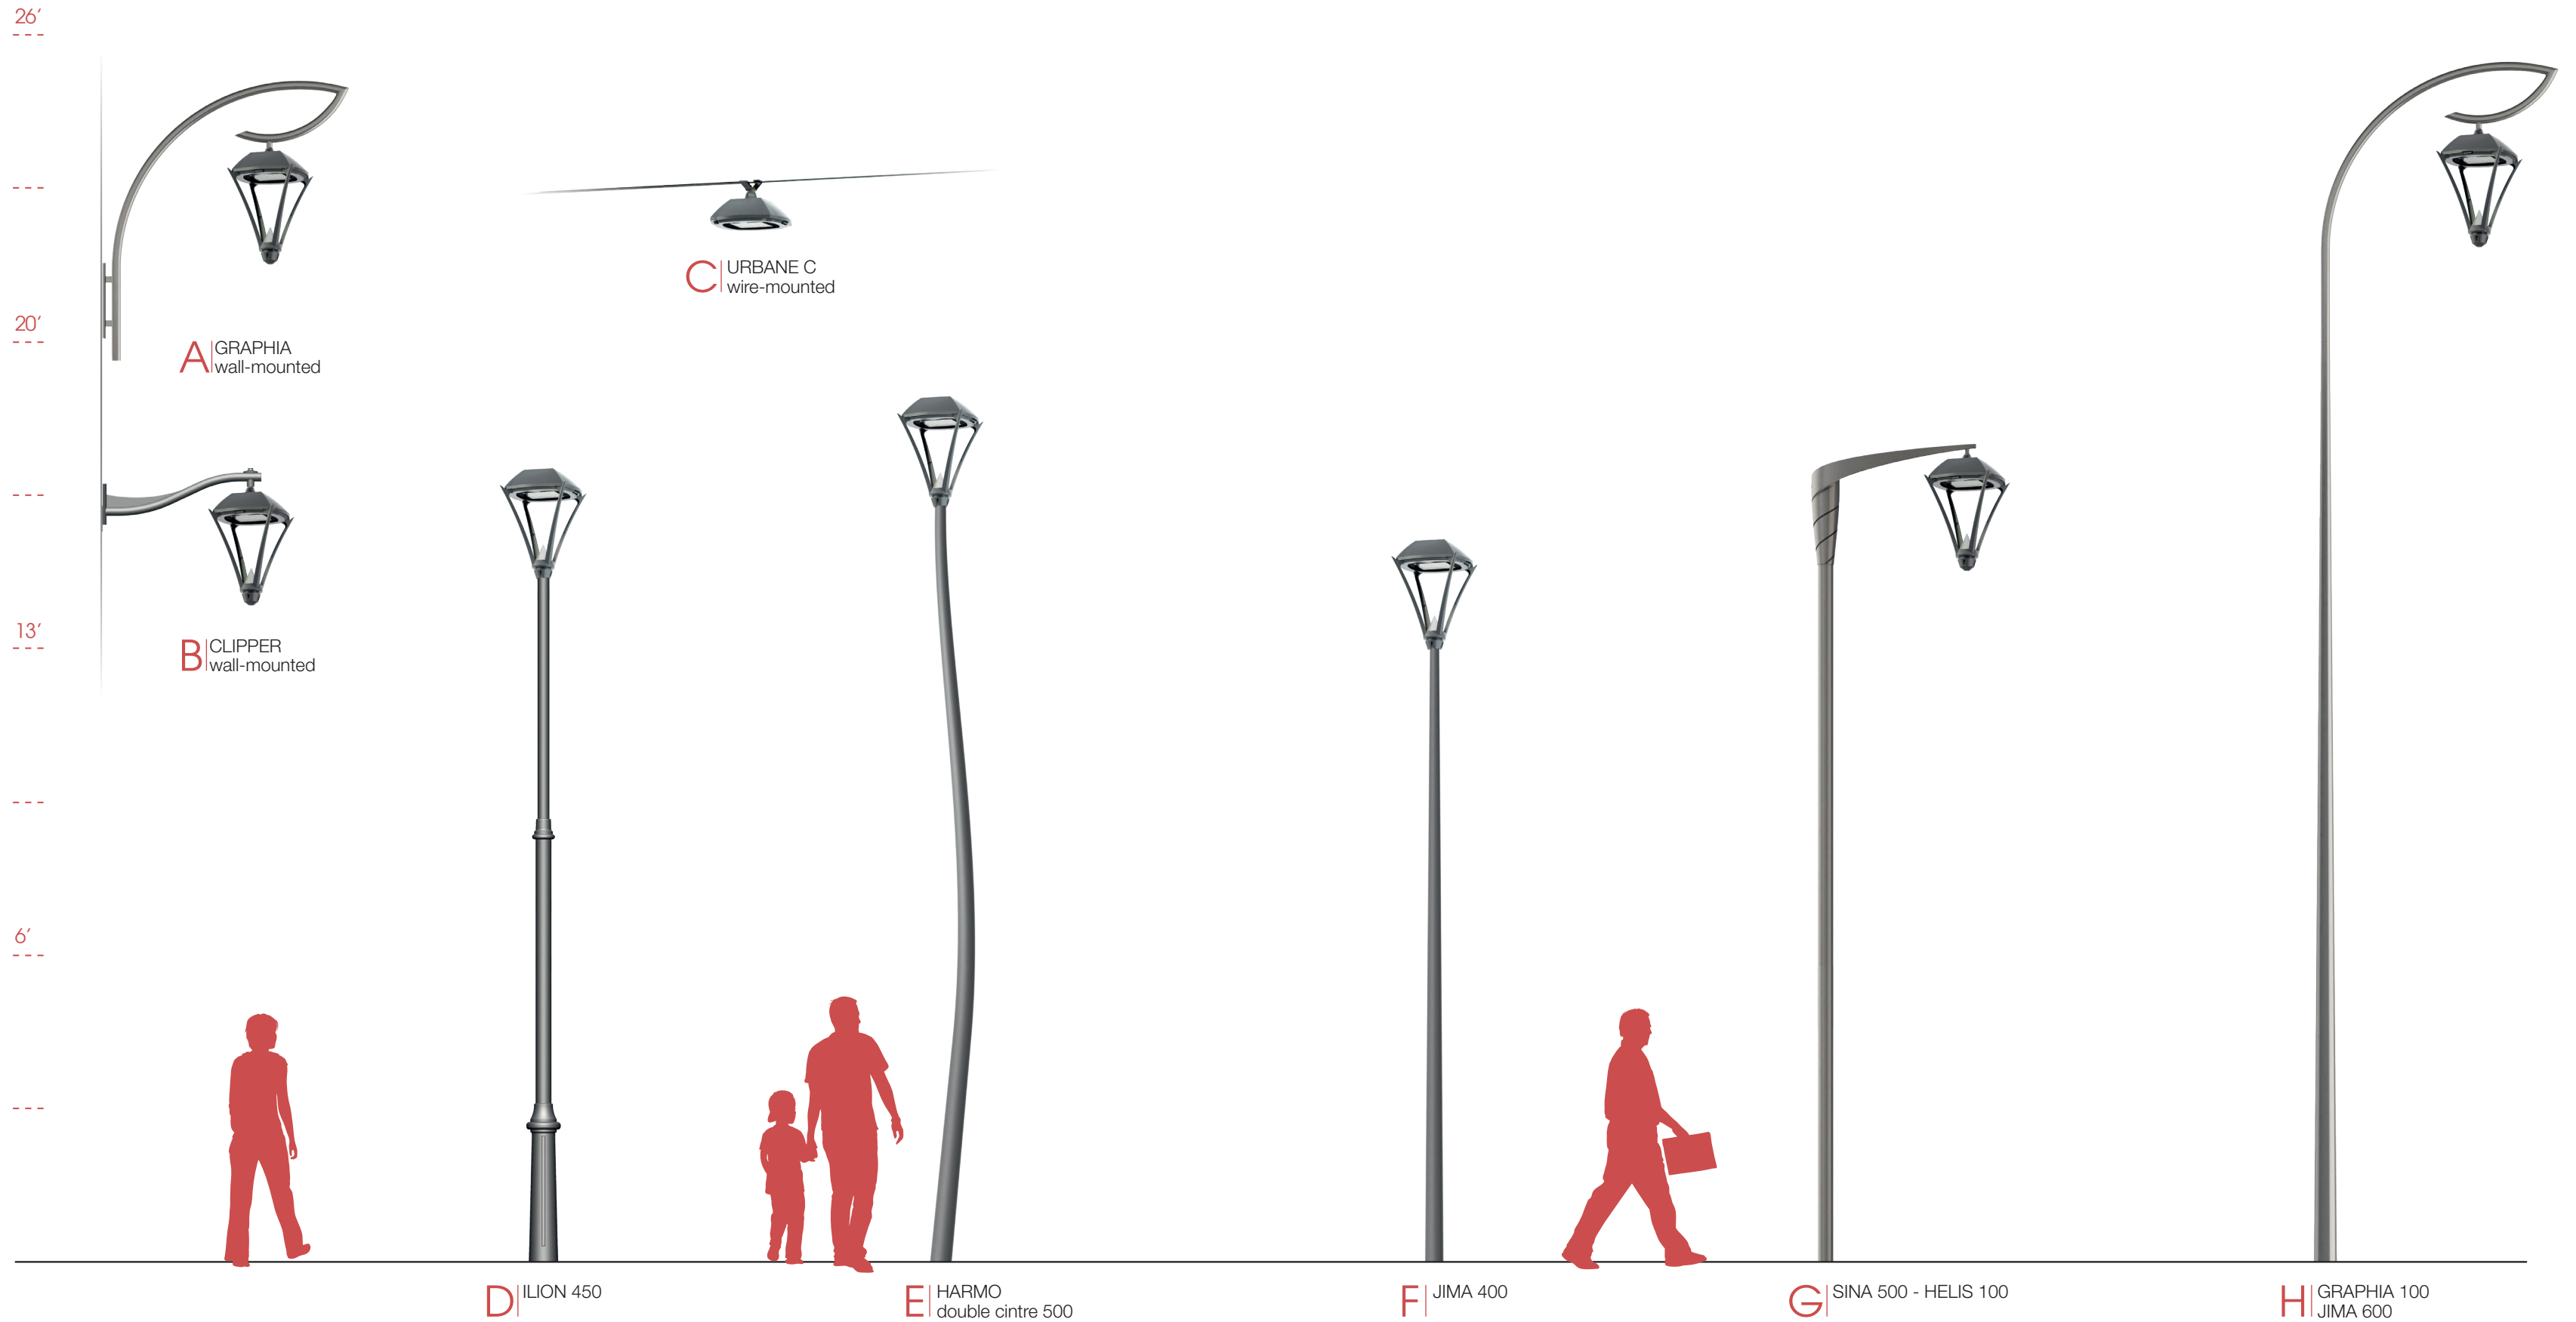 26’
20’
13’
6’
A GRAPHIA
wall-mounted
B CLIPPER
wall-mounted
C URBANE C
wire-mounted
D ILION 450
E HARMO
double cintre 500
F JIMA 400
G SINA 500 - HELIS 100
H GRAPHIA 100
JIMA 600